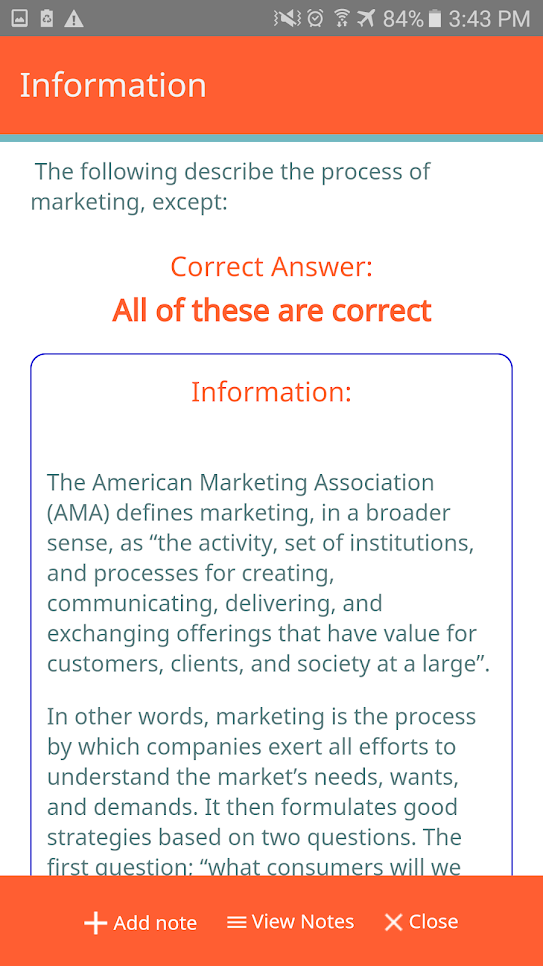 84% 3:43 PM
Information
The following describe the process of
marketing, except:
Correct Answer:
All of these are correct
Information:
The American Marketing Association
(AMA) defines marketing, in a broader
sense, as “the activity, set of institutions,
and processes for creating,
communicating, delivering, and
exchanging offerings that have value for
customers, clients, and society at a large”.
In other words, marketing is the process
by which companies exert all efforts to
understand the market’s needs, wants,
and demands. It then formulates good
strategies based on two questions. The
first question; “what consumers will we
Add note View Notes Close